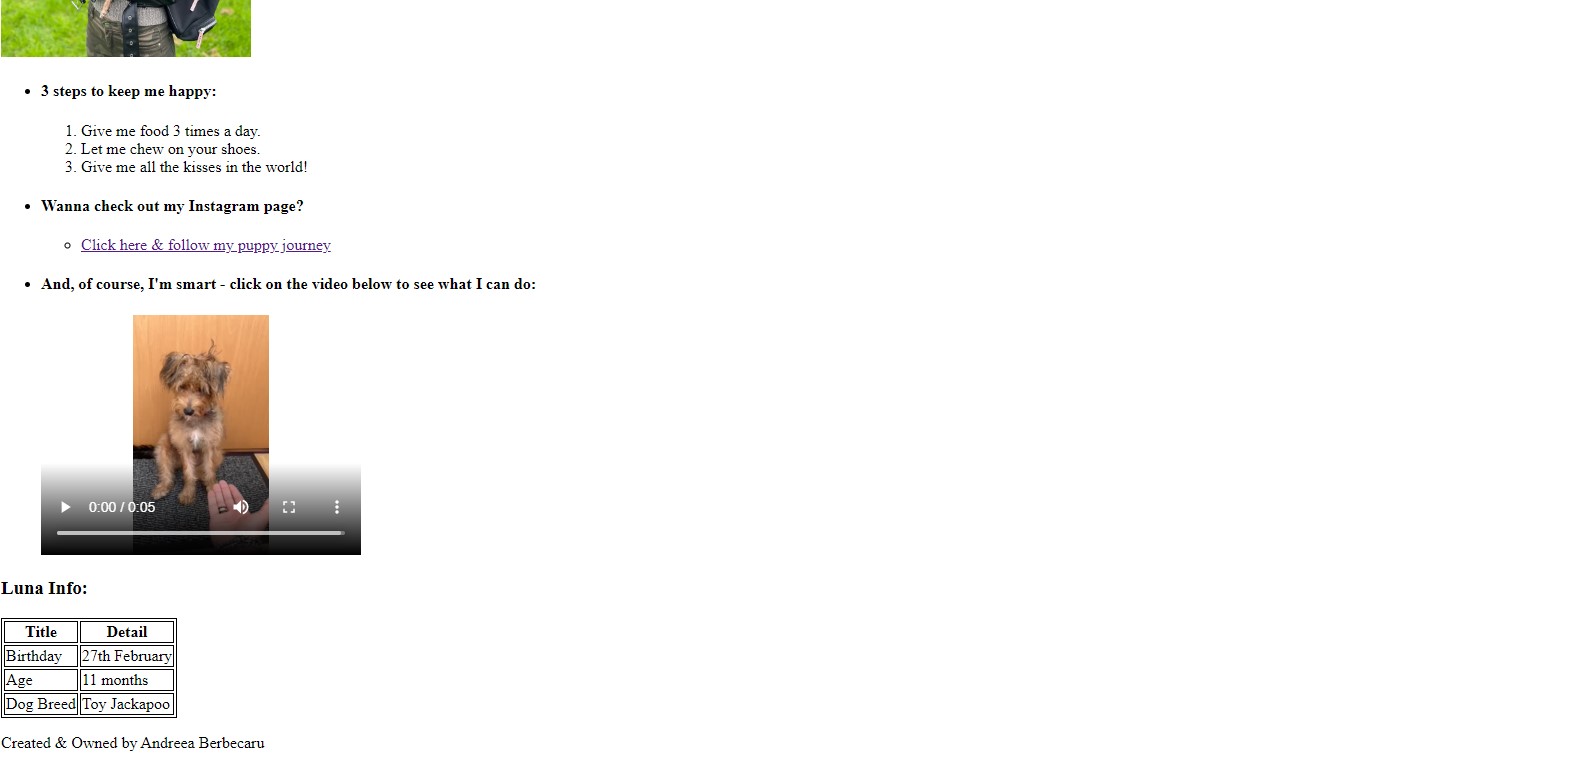 3 steps to keep me happy:
1. Give me food 3 times a day.
2. Let me chew on your shoes.
3. Give me all the kisses in the world!
Wanna check out my Instagram page?
Click here & follow my puppy journey
And, of course, I'm smart - click on the video below to see what I can do:
0:00 / 0:05
Luna Info:
Title Detail
Birthday 27th February
Age 11 months
Dog Breed Toy Jackapoo
Created & Owned by Andreea Berbecaru